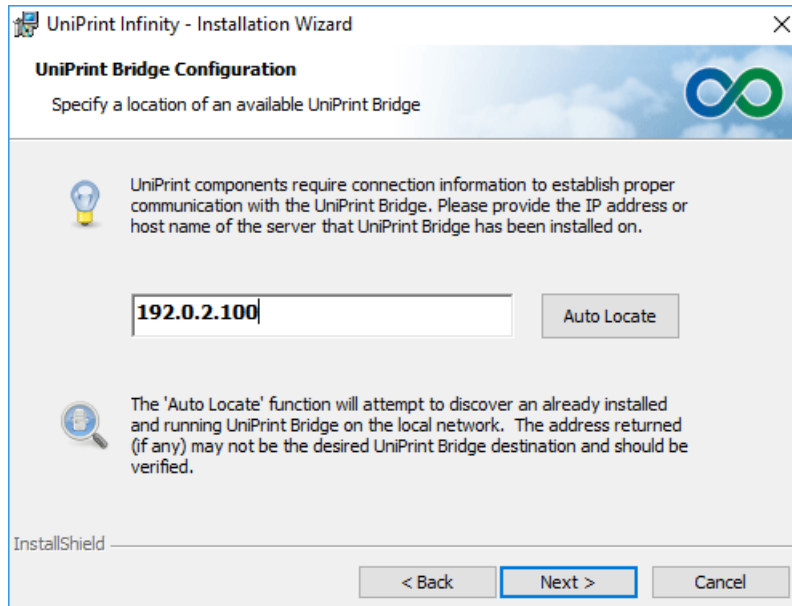 UniPrint Infinity - Installation Wizard
UniPrint Bridge Configuration
Specify a location of an available UniPrint Bridge
UniPrint components require connection information to establish proper
communication with the UniPrint Bridge. Please provide the IP address or
host name of the server that UniPrint Bridge has been installed on.
192.0.2.100
Auto Locate
The 'Auto Locate' function will attempt to discover an already installed
and running UniPrint Bridge on the local network. The address returned
(if any) may not be the desired UniPrint Bridge destination and should be
verified.
InstallShield
< Back
Next >
Cancel